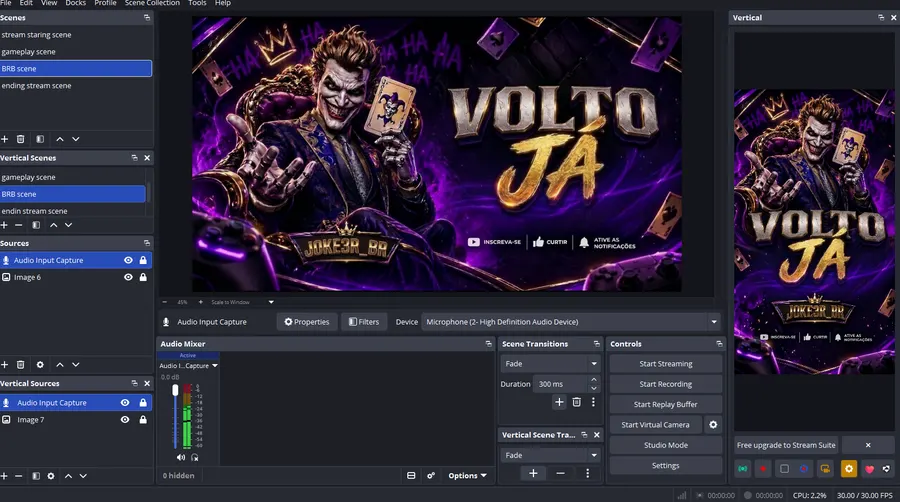 File Edit View Docks Profile Scene Collection Tools Help
Scenes
stream staring scene
gameplay scene
BRB scene
ending stream scene
Vertical Scenes
gameplay scene
BRB scene
endin stream scene
Sources
Audio Input Capture
Image 6
Vertical Sources
Audio Input Capture
Image 7
HA HA HA
HA HA
VOLTO
JÁ
JOKE3R_BR
INSCREVA-SE
CURTIR
ATIVE AS
NOTIFICAÇÕES
45%
Scale to Window
Audio Input Capture
Properties
Filters
Device
Microphone (2- High Definition Audio Device)
Audio Mixer
Active
Audio I...Capture
0.0 dB
0 hidden
Options
Scene Transitions
Fade
Duration
300 ms
Vertical Scene Tra...
Fade
Controls
Start Streaming
Start Recording
Start Replay Buffer
Start Virtual Camera
Studio Mode
Settings
Vertical
VOLTO
JÁ
JOKE3R_BR
INSCREVA-SE
CURTIR
ATIVE AS
NOTIFICAÇÕES
Free upgrade to Stream Suite
00:00:00
00:00:00
CPU: 2.2%
30.00 / 30.00 FPS